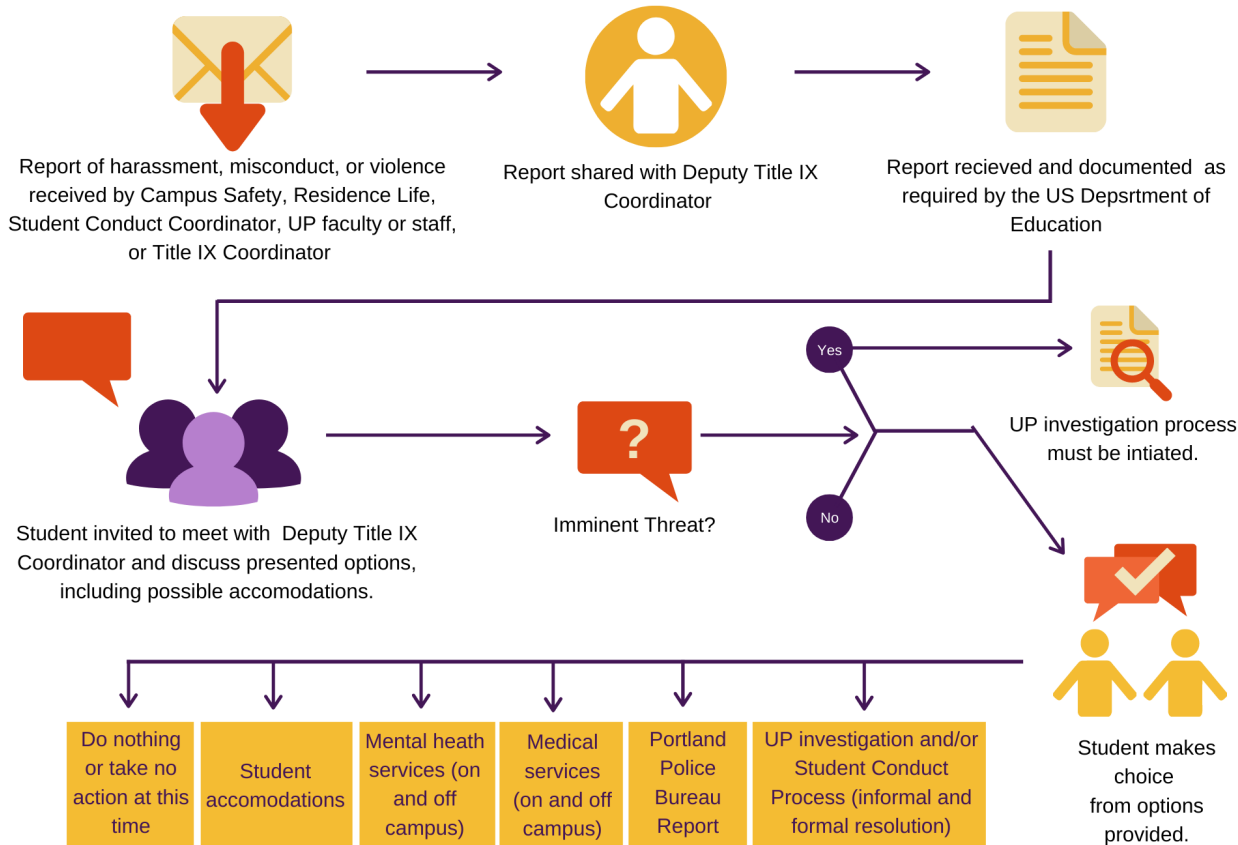 Report of harassment, misconduct, or violence
received by Campus Safety, Residence Life,
Student Conduct Coordinator, UP faculty or staff,
or Title IX Coordinator
Report shared with Deputy Title IX
Coordinator
Report recieved and documented as
required by the US Depsrtment of
Education
Student invited to meet with Deputy Title IX
Coordinator and discuss presented options,
including possible accomodations.
?
Imminent Threat?
Yes
No
UP investigation process
must be intiated.
Student makes
choice
from options
provided.
Do nothing
or take no
action at this
time
Student
accomodations
Mental heath
services (on
and off
campus)
Medical
services
(on and off
campus)
Portland
Police
Bureau
Report
UP investigation and/or
Student Conduct
Process (informal and
formal resolution)